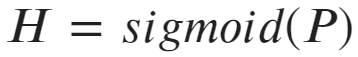 H = sigmoid(P)